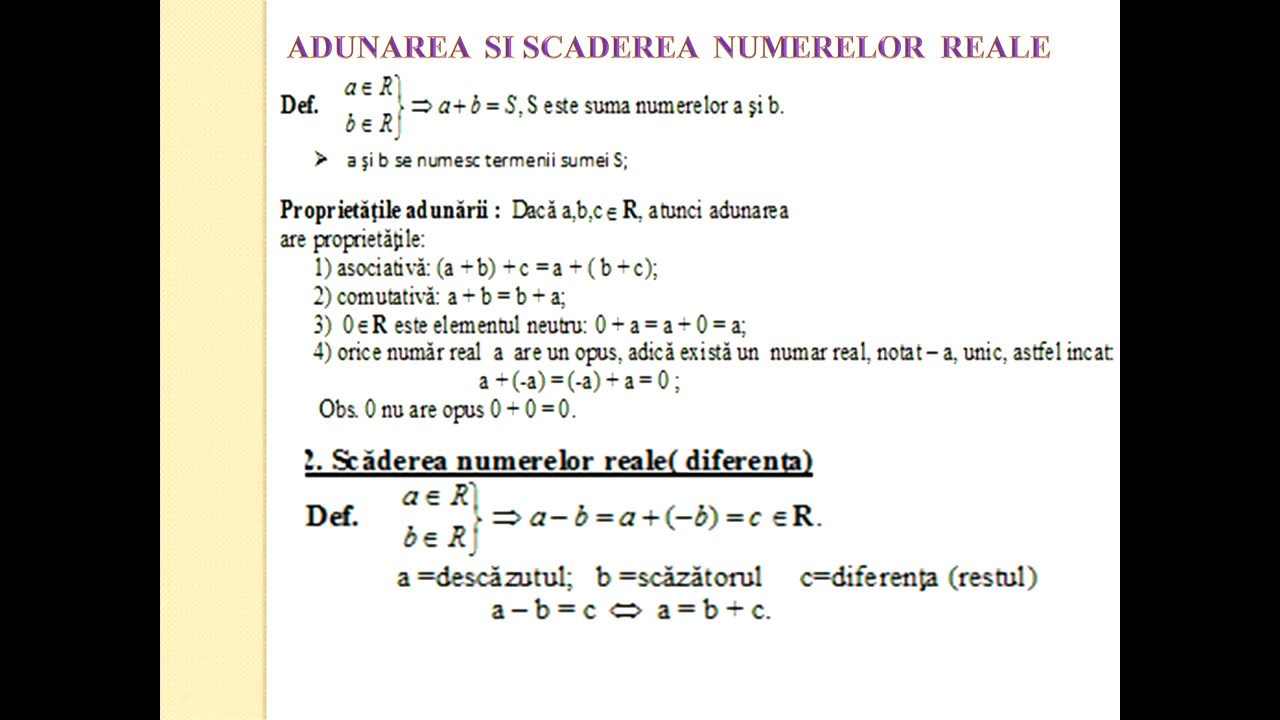 ADUNAREA SI SCADEREA NUMERELOR REALE
Def. a ∈ R b ∈ R } ⇒ a + b = S, S este suma numerelor a şi b.
➤ a şi b se numesc termenii sumei S;
Proprietăţile adunării : Dacă a,b,c ∈ R, atunci adunarea
are proprietăţile:
1) asociativă: (a + b) + c = a + ( b + c);
2) comutativă: a + b = b + a;
3) 0 ∈ R este elementul neutru: 0 + a = a + 0 = a;
4) orice număr real a are un opus, adică există un numar real, notat – a, unic, astfel incat:
a + (-a) = (-a) + a = 0 ;
Obs. 0 nu are opus 0 + 0 = 0.
2. Scăderea numerelor reale( diferenţa)
Def. a ∈ R b ∈ R } ⇒ a − b = a + (−b) = c ∈ R.
a =descăzutul; b =scăzătorul c=diferenţa (restul)
a – b = c ⇔ a = b + c.